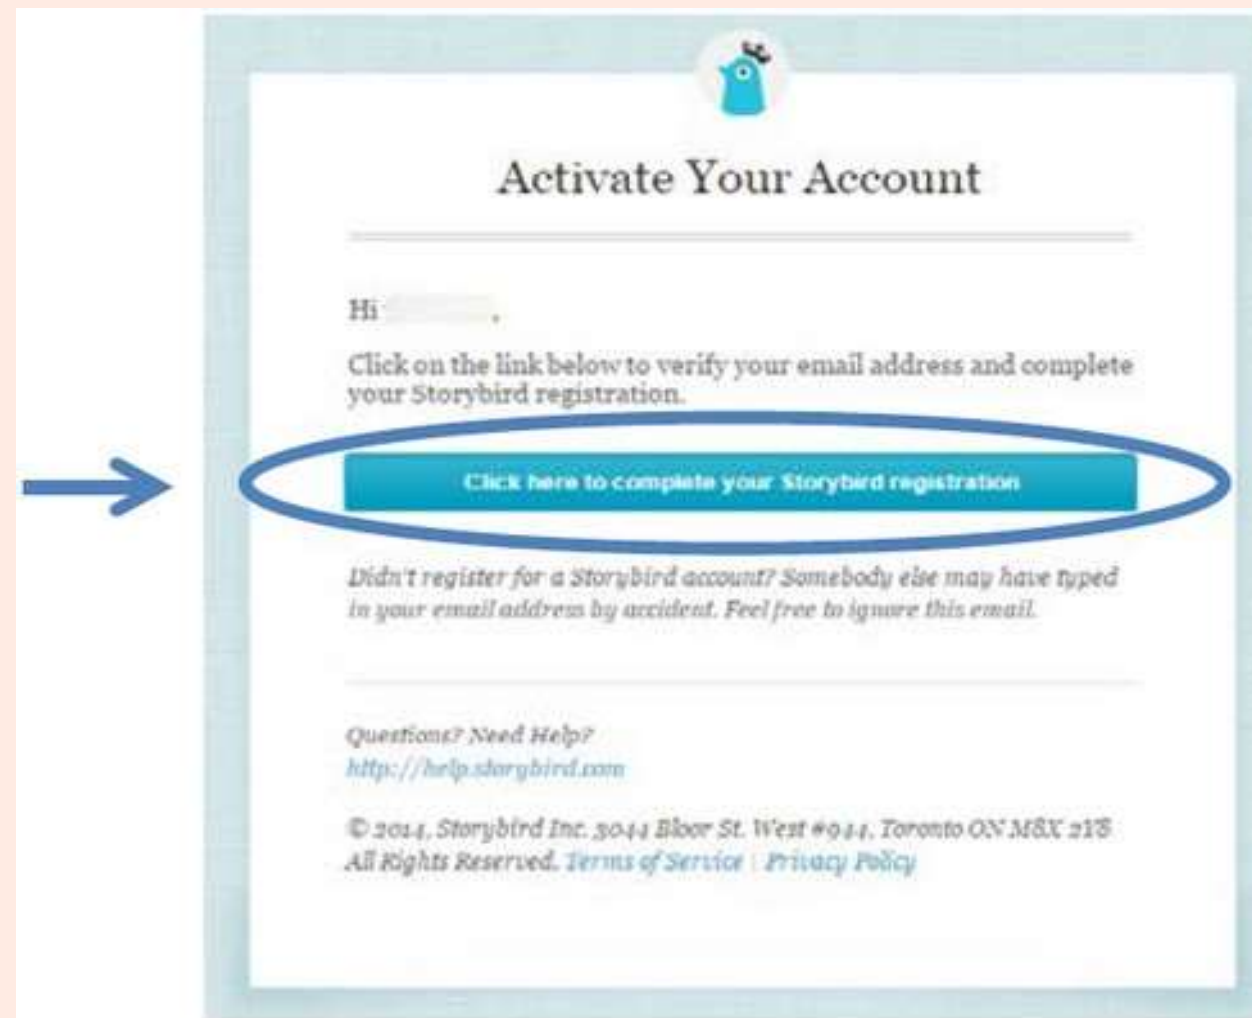 Activate Your Account
Hi ,
Click on the link below to verify your email address and complete
your Storybird registration.
Click here to complete your Storybird registration
Didn't register for a Storybird account? Somebody else may have typed
in your email address by accident. Feel free to ignore this email.
Questions? Need Help?
http://help.storybird.com
© 2014, Storybird Inc. 3044 Bloor St. West #944, Toronto ON M8X 2Y8
All Rights Reserved. Terms of Service | Privacy Policy